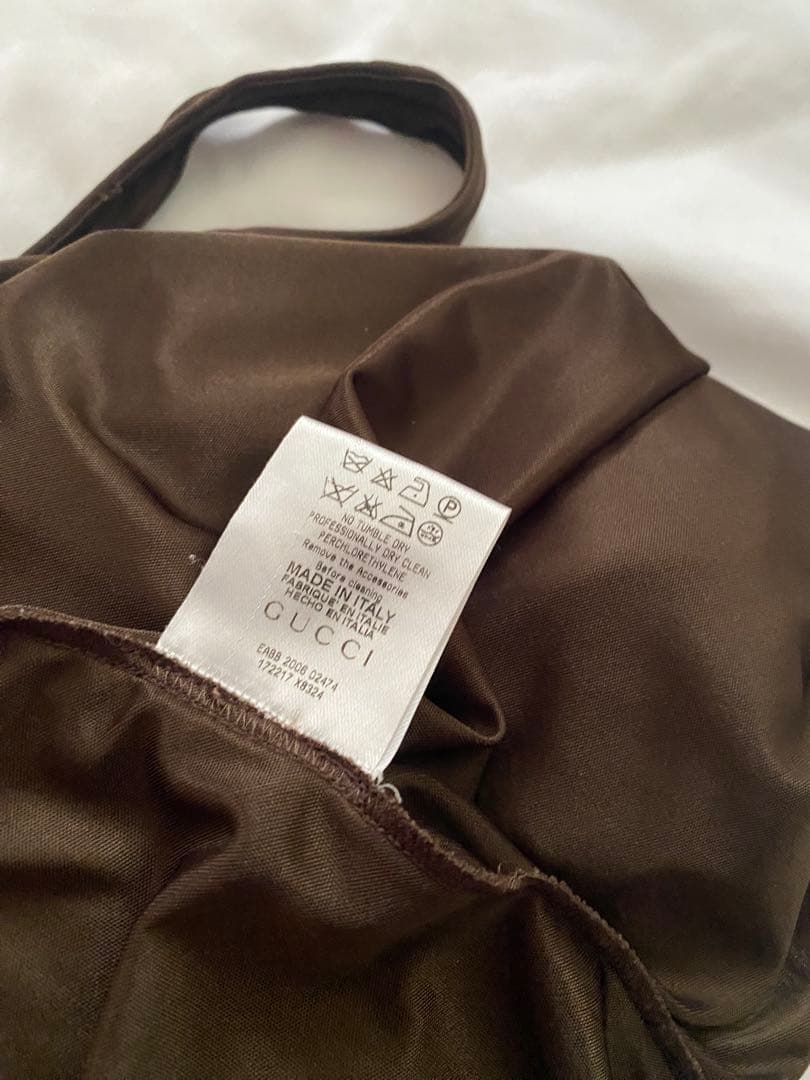 P
NO TUMBLE DRY
PROFESSIONALLY DRY CLEAN
PERCHLORETHYLENE
Remove the Accessories
Before cleaning
MADE IN ITALY
FABRIQUE EN ITALIE
HECHO EN ITALIA
GUCCI
EABB 2006 02474
172217 X8324